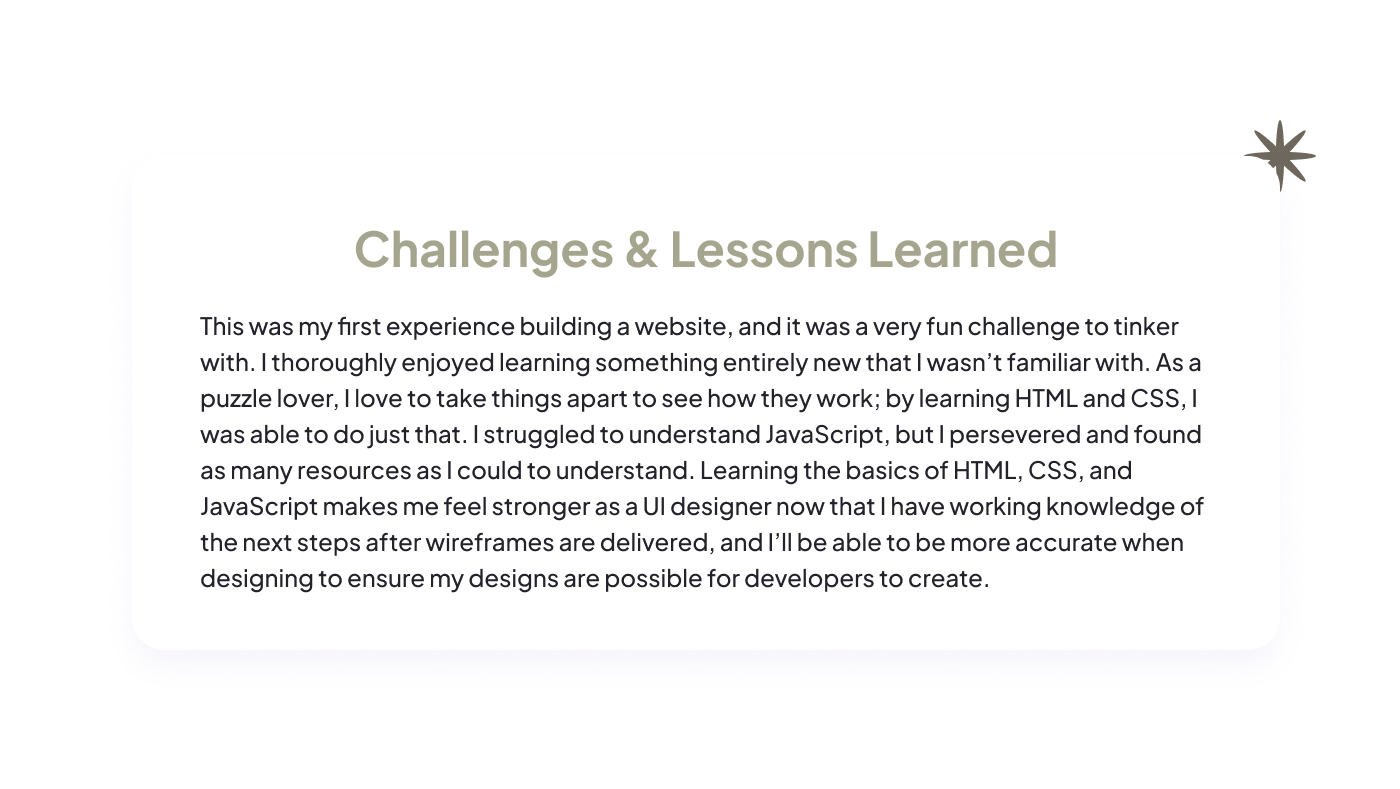 Challenges & Lessons Learned
This was my first experience building a website, and it was a very fun challenge to tinker
with. I thoroughly enjoyed learning something entirely new that I wasn’t familiar with. As a
puzzle lover, I love to take things apart to see how they work; by learning HTML and CSS, I
was able to do just that. I struggled to understand JavaScript, but I persevered and found
as many resources as I could to understand. Learning the basics of HTML, CSS, and
JavaScript makes me feel stronger as a UI designer now that I have working knowledge of
the next steps after wireframes are delivered, and I’ll be able to be more accurate when
designing to ensure my designs are possible for developers to create.